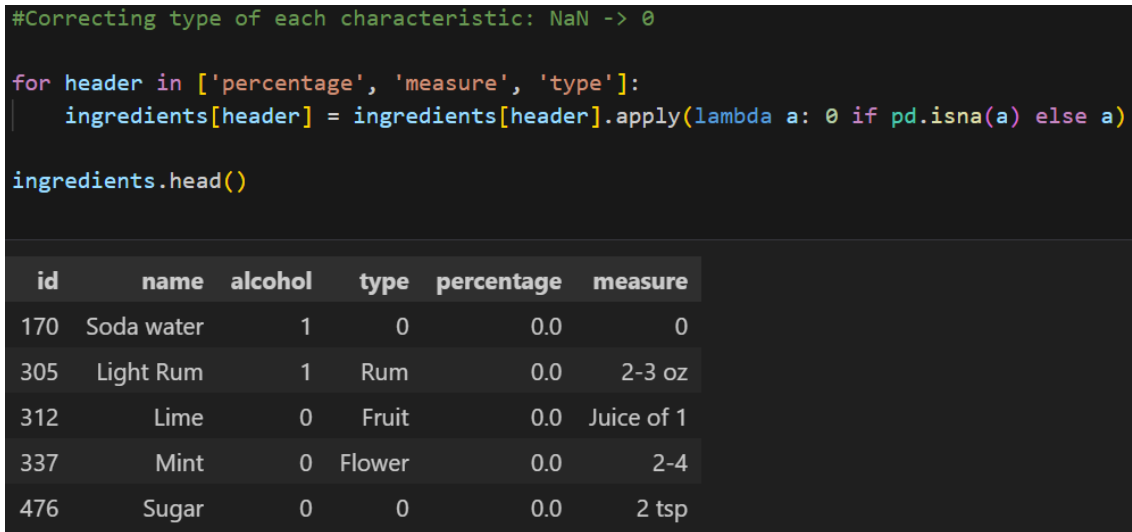 #Correcting type of each characteristic: NaN -> 0
for header in ['percentage', 'measure', 'type']:
    ingredients[header] = ingredients[header].apply(lambda a: 0 if pd.isna(a) else a)
ingredients.head()
id name alcohol type percentage measure
170 Soda water 1 0 0.0 0
305 Light Rum 1 Rum 0.0 2-3 oz
312 Lime 0 Fruit 0.0 Juice of 1
337 Mint 0 Flower 0.0 2-4
476 Sugar 0 0 0.0 2 tsp